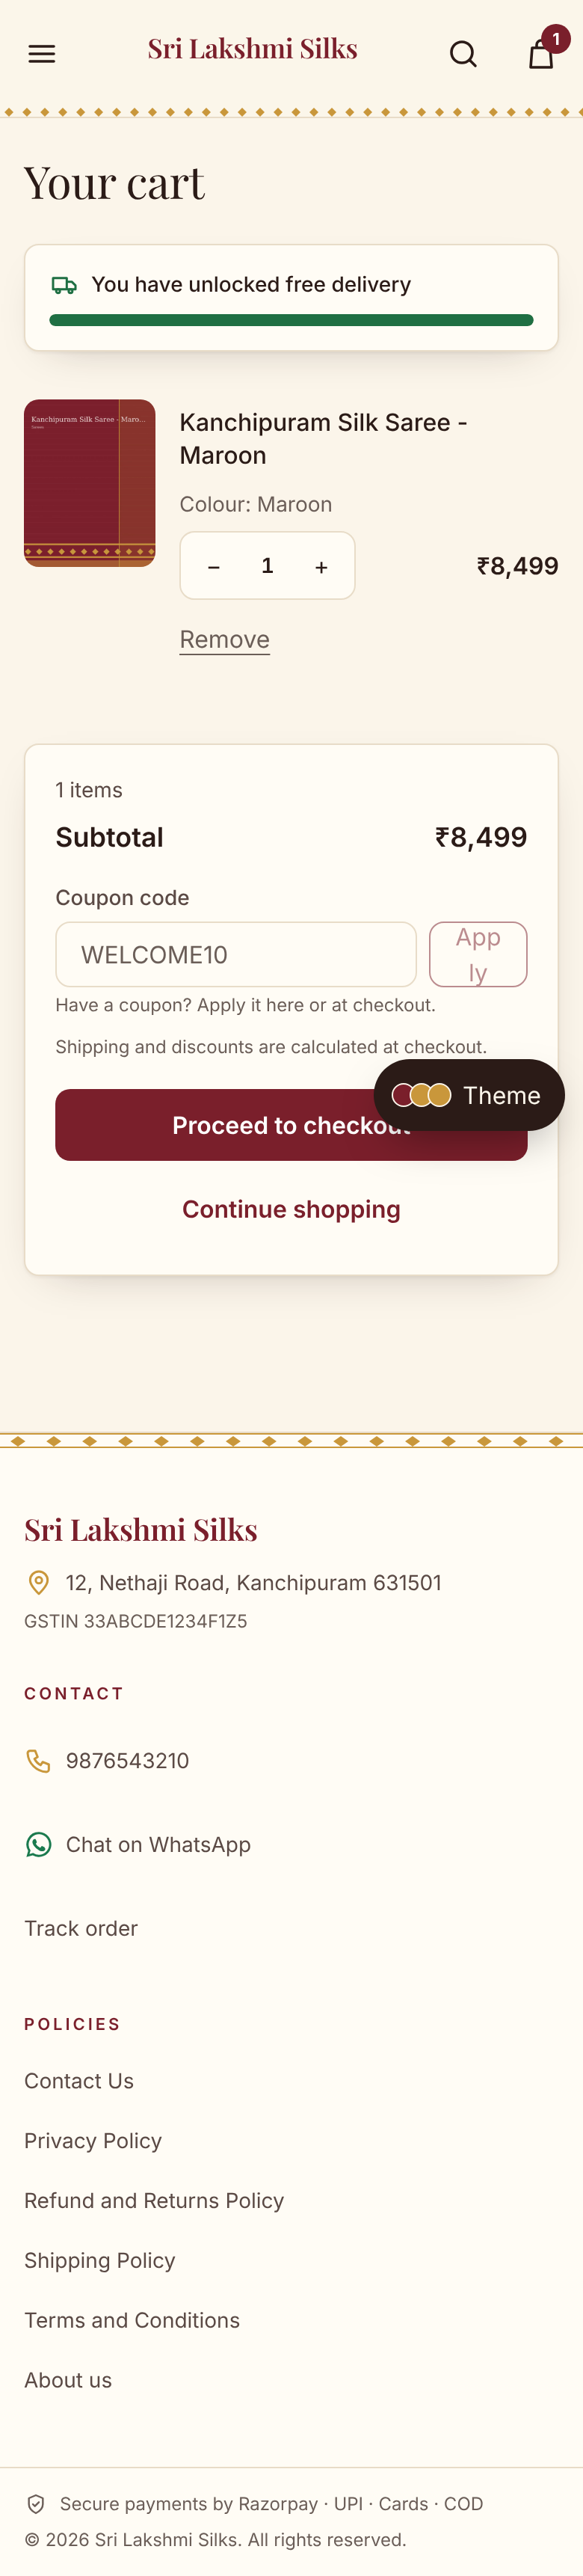 Sri Lakshmi Silks
1
Your cart
You have unlocked free delivery
Kanchipuram Silk Saree - Maro...
Kanchipuram Silk Saree -
Maroon
Colour: Maroon
− 1 +
₹8,499
Remove
1 items
Subtotal ₹8,499
Coupon code
WELCOME10
App
ly
Have a coupon? Apply it here or at checkout.
Shipping and discounts are calculated at checkout.
Theme
Proceed to checkout
Continue shopping
Sri Lakshmi Silks
12, Nethaji Road, Kanchipuram 631501
GSTIN 33ABCDE1234F1Z5
CONTACT
9876543210
Chat on WhatsApp
Track order
POLICIES
Contact Us
Privacy Policy
Refund and Returns Policy
Shipping Policy
Terms and Conditions
About us
Secure payments by Razorpay · UPI · Cards · COD
© 2026 Sri Lakshmi Silks. All rights reserved.